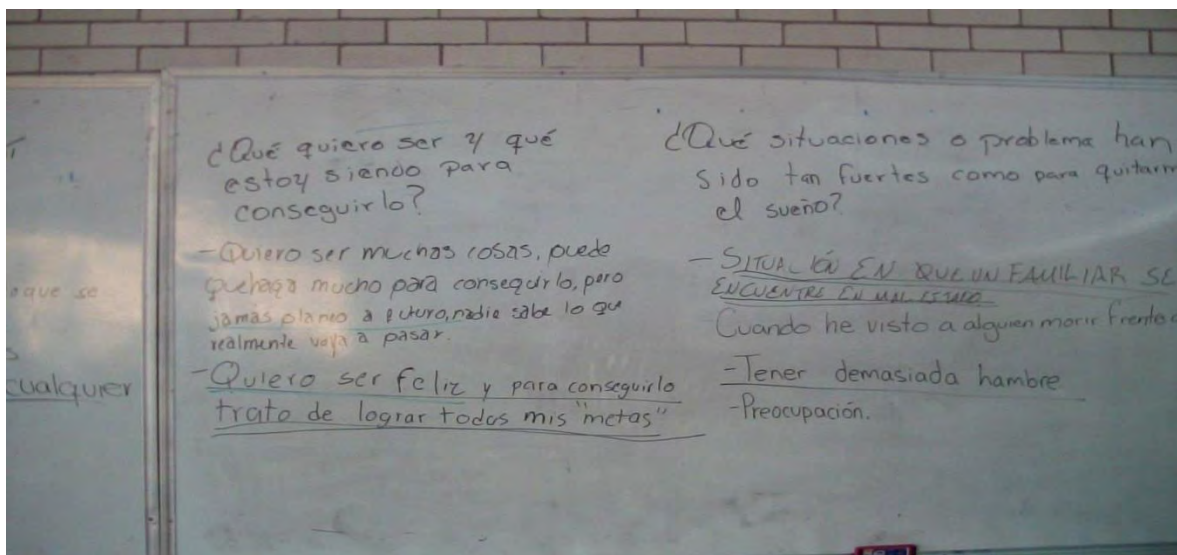 oque se
cualquier
¿Qué quiero ser y qué
estoy siendo para
conseguirlo?
- Quiero ser muchas cosas, puede
que haga mucho para conseguirlo, pero
jamás planeo a futuro, nadie sabe lo que
realmente vaya a pasar.
- Quiero ser feliz y para conseguirlo
trato de lograr todas mis "metas"
¿Qué situaciones o problema han
sido tan fuertes como para quitarm
el sueño?
- SITUACIÓN EN QUE UN FAMILIAR SE
ENCUENTRE EN MAL ESTADO
Cuando he visto a alguien morir frente a
- Tener demasiada hambre
- Preocupación.